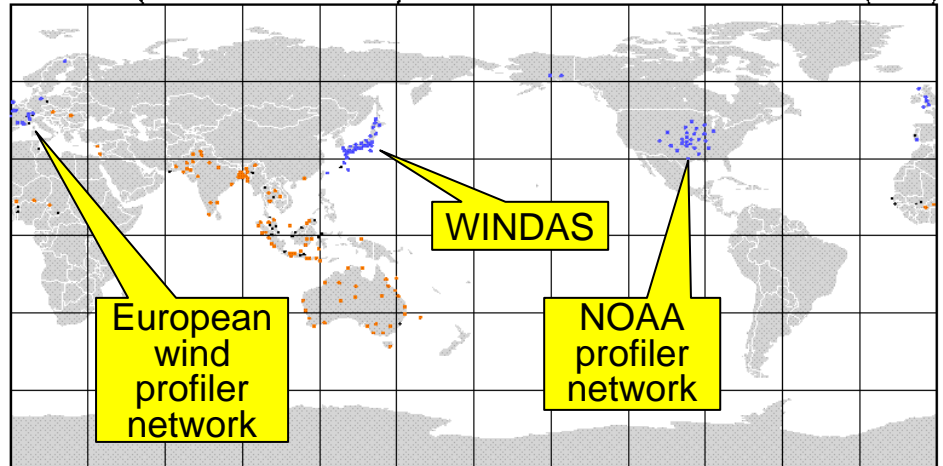 WINDAS
European
wind
profiler
network
NOAA
profiler
network